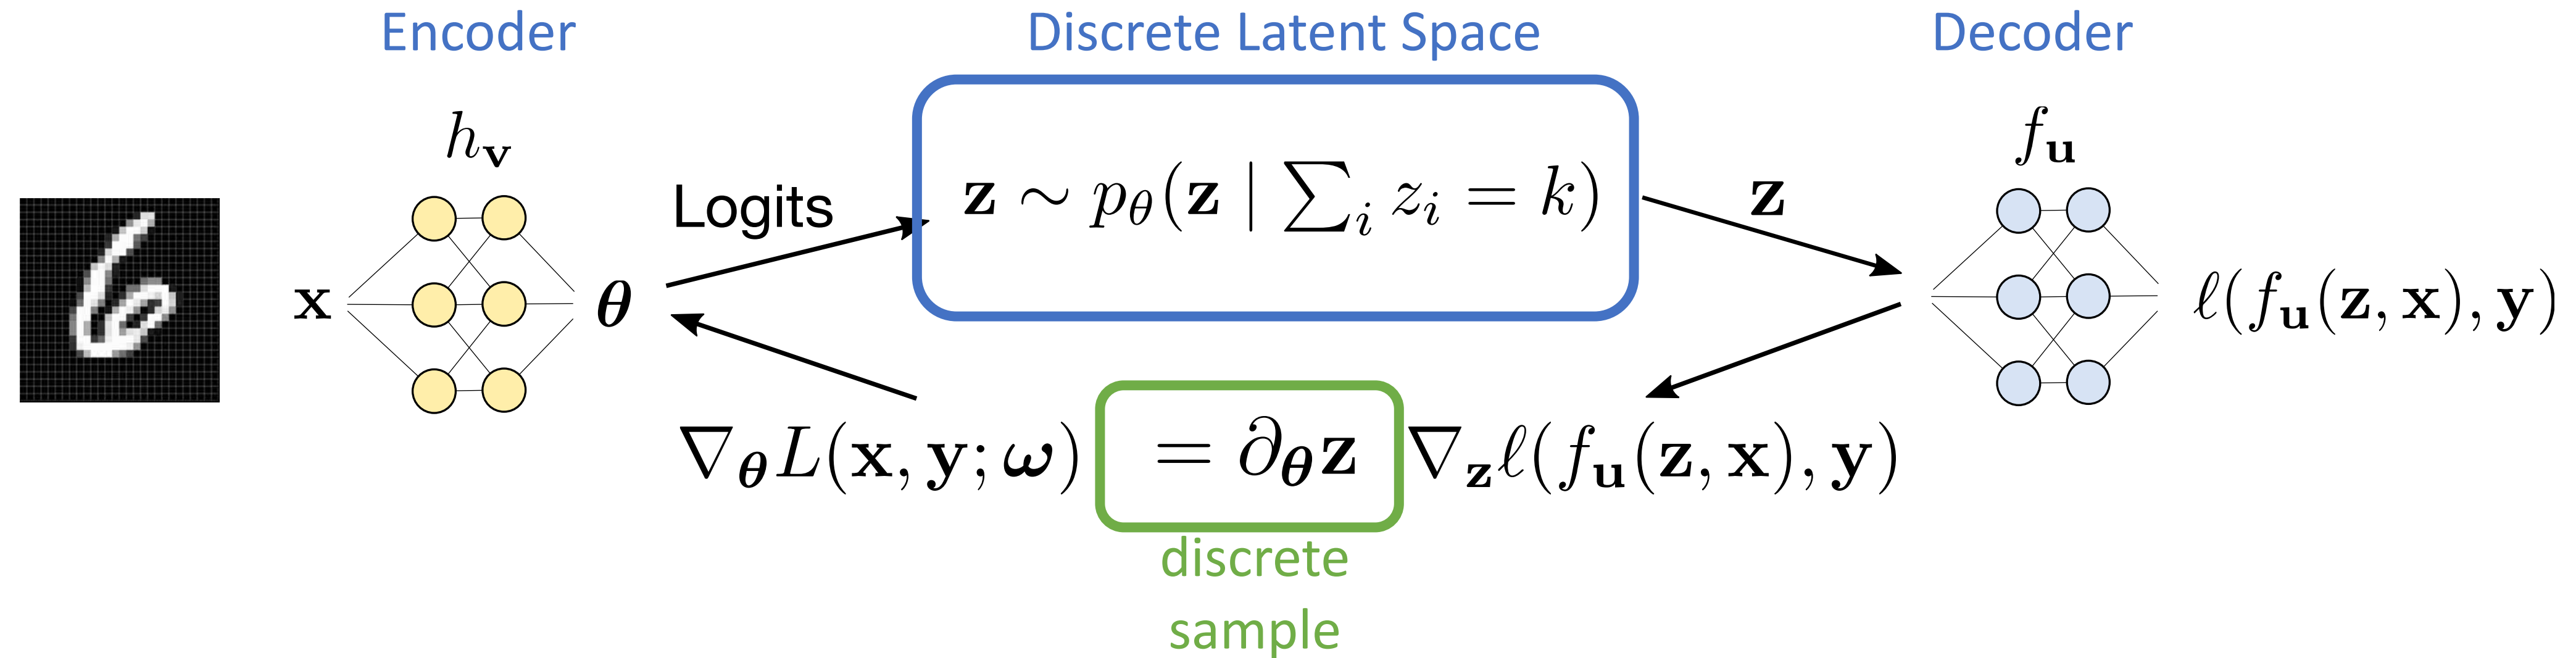 Encoder
Discrete Latent Space
Decoder
h_𝐯
f_𝐮
Logits
𝐳 ∼ p_θ(𝐳 | ∑_i z_i = k)
𝐳
𝐱
𝜽
ℓ(f_𝐮(𝐳, 𝐱), 𝐲)
∇_𝜽 L(𝐱, 𝐲; 𝝎) = ∂_𝜽 𝐳 ∇_𝐳 ℓ(f_𝐮(𝐳, 𝐱), 𝐲)
discrete
sample